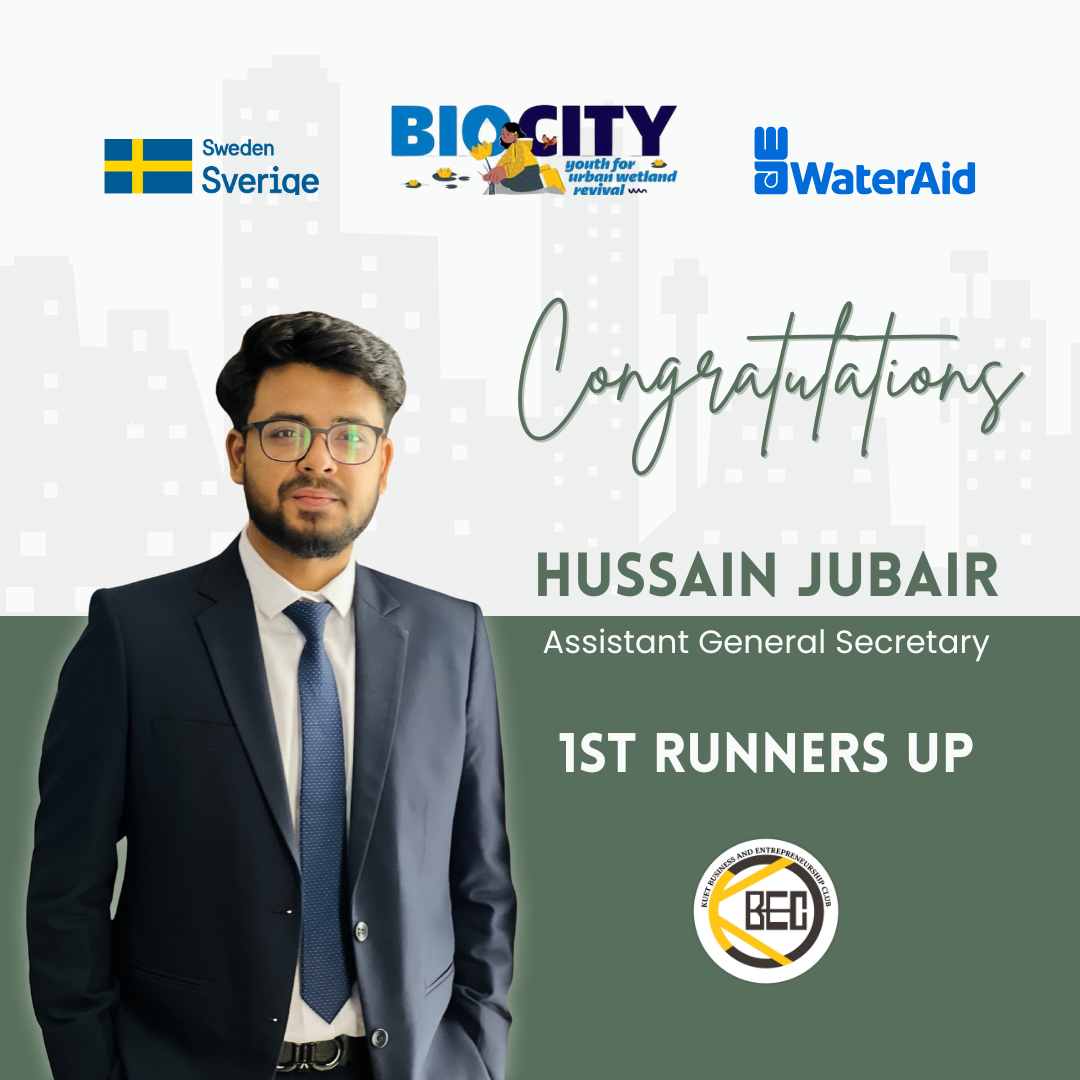 Sweden
Sverige
BIOCITY
youth for
urban wetland
revival
WaterAid
Congratulations
HUSSAIN JUBAIR
Assistant General Secretary
1ST RUNNERS UP
KUET BUSINESS AND ENTREPRENEURSHIP CLUB
BEC